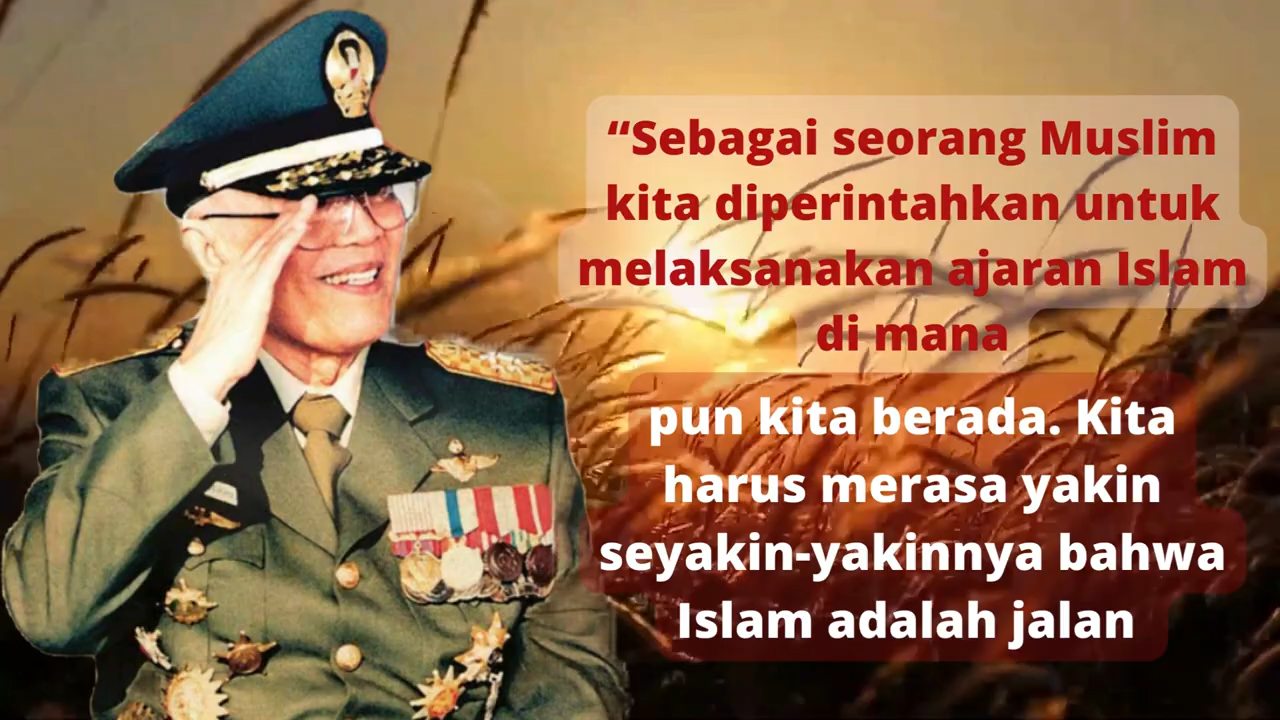 “Sebagai seorang Muslim
kita diperintahkan untuk
melaksanakan ajaran Islam
di mana
pun kita berada. Kita
harus merasa yakin
seyakin-yakinnya bahwa
Islam adalah jalan